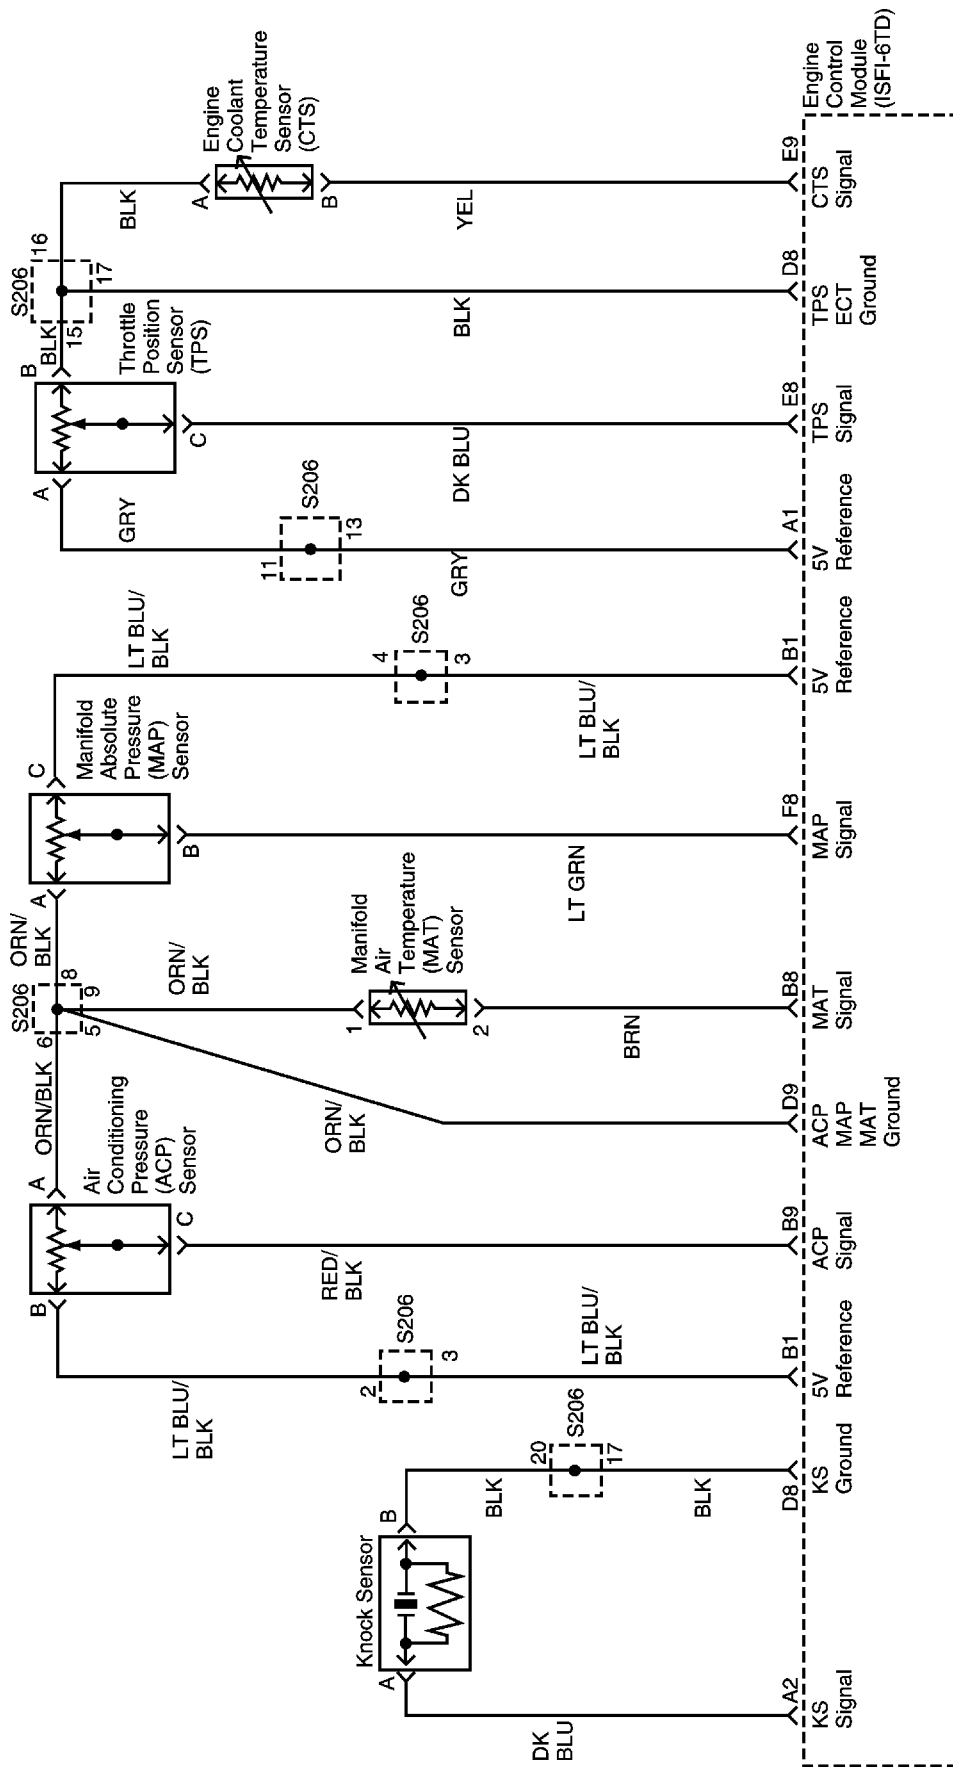 S206
16
17
BLK
15
B
Throttle
Position
Sensor
(TPS)
A
C
BLK
A
Engine
Coolant
Temperature
Sensor
(CTS)
B
YEL
BLK
DK BLU
GRY
11
S206
13
GRY
LT BLU/
BLK
4
S206
3
LT BLU/
BLK
C
Manifold
Absolute
Pressure
(MAP)
Sensor
A
B
LT GRN
ORN/
BLK
8
S206
9
6
5
ORN/
BLK
1
Manifold
Air
Temperature
(MAT)
Sensor
2
BRN
ORN/BLK
ORN/
BLK
A
Air
Conditioning
Pressure
(ACP)
Sensor
C
B
RED/
BLK
LT BLU/
BLK
2
S206
3
LT BLU/
BLK
Knock Sensor
B
A
BLK
20
S206
17
BLK
DK
BLU
A2
KS
Signal
D8
KS
Ground
B1
5V
Reference
B9
ACP
Signal
D9
ACP
MAP
MAT
Ground
B8
MAT
Signal
F8
MAP
Signal
B1
5V
Reference
A1
5V
Reference
E8
TPS
Signal
D8
TPS
ECT
Ground
E9
CTS
Signal
Engine
Control
Module
(ISFI-6TD)